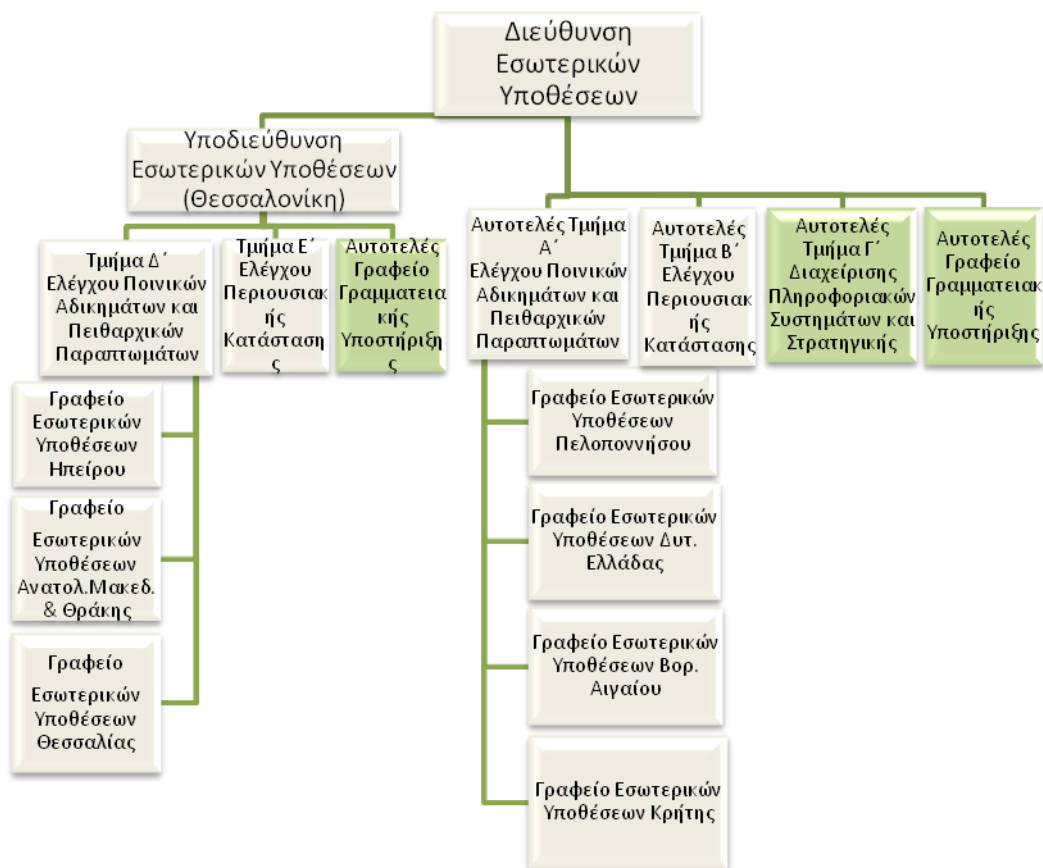 Διεύθυνση
Εσωτερικών
Υποθέσεων
Υποδιεύθυνση
Εσωτερικών Υποθέσεων
(Θεσσαλονίκη)
Τμήμα Δ΄
Ελέγχου Ποινικών
Αδικημάτων και
Πειθαρχικών
Παραπτωμάτων
Τμήμα Ε΄
Ελέγχου
Περιουσιακ
ής
Κατάσταση
ς
Αυτοτελές
Γραφείο
Γραμματεια
κής
Υποστήριξη
ς
Αυτοτελές Τμήμα
Α΄
Ελέγχου Ποινικών
Αδικημάτων και
Πειθαρχικών
Παραπτωμάτων
Αυτοτελές
Τμήμα Β΄
Ελέγχου
Περιουσιακ
ής
Κατάστασης
Αυτοτελές
Τμήμα Γ΄
Διαχείρισης
Πληροφοριακών
Συστημάτων και
Στρατηγικής
Αυτοτελές
Γραφείο
Γραμματειακ
ής
Υποστήριξης
Γραφείο
Εσωτερικών
Υποθέσεων
Ηπείρου
Γραφείο
Εσωτερικών
Υποθέσεων
Ανατολ.Μακεδ.
& Θράκης
Γραφείο
Εσωτερικών
Υποθέσεων
Θεσσαλίας
Γραφείο Εσωτερικών
Υποθέσεων
Πελοποννήσου
Γραφείο Εσωτερικών
Υποθέσεων Δυτ.
Ελλάδας
Γραφείο Εσωτερικών
Υποθέσεων Βορ.
Αιγαίου
Γραφείο Εσωτερικών
Υποθέσεων Κρήτης